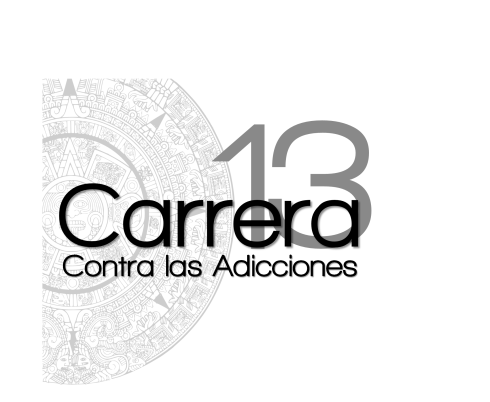 13
Carrera
Contra las Adicciones